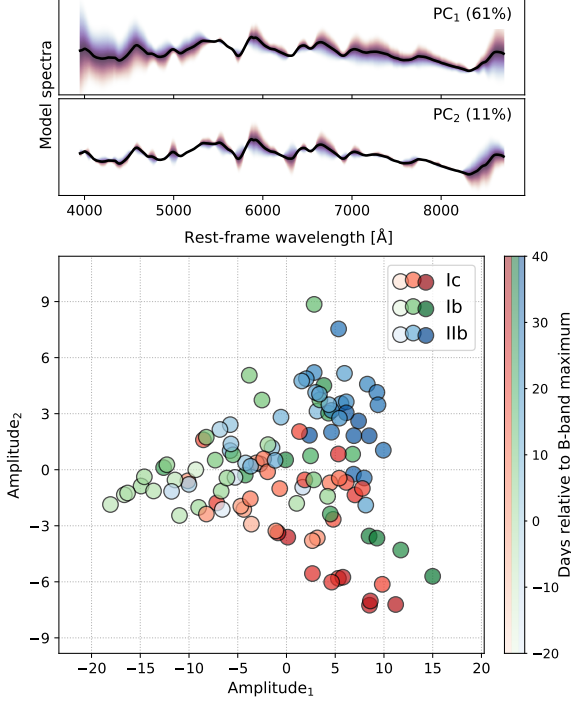 PC₁ (61%)
Model spectra
PC₂ (11%)
4000 5000 6000 7000 8000
Rest-frame wavelength [Å]
Ic
Ib
IIb
9
6
3
0
−3
−6
−9
Amplitude₂
−20 −15 −10 −5 0 5 10 15 20
Amplitude₁
40
30
20
10
0
−10
−20
Days relative to B-band maximum